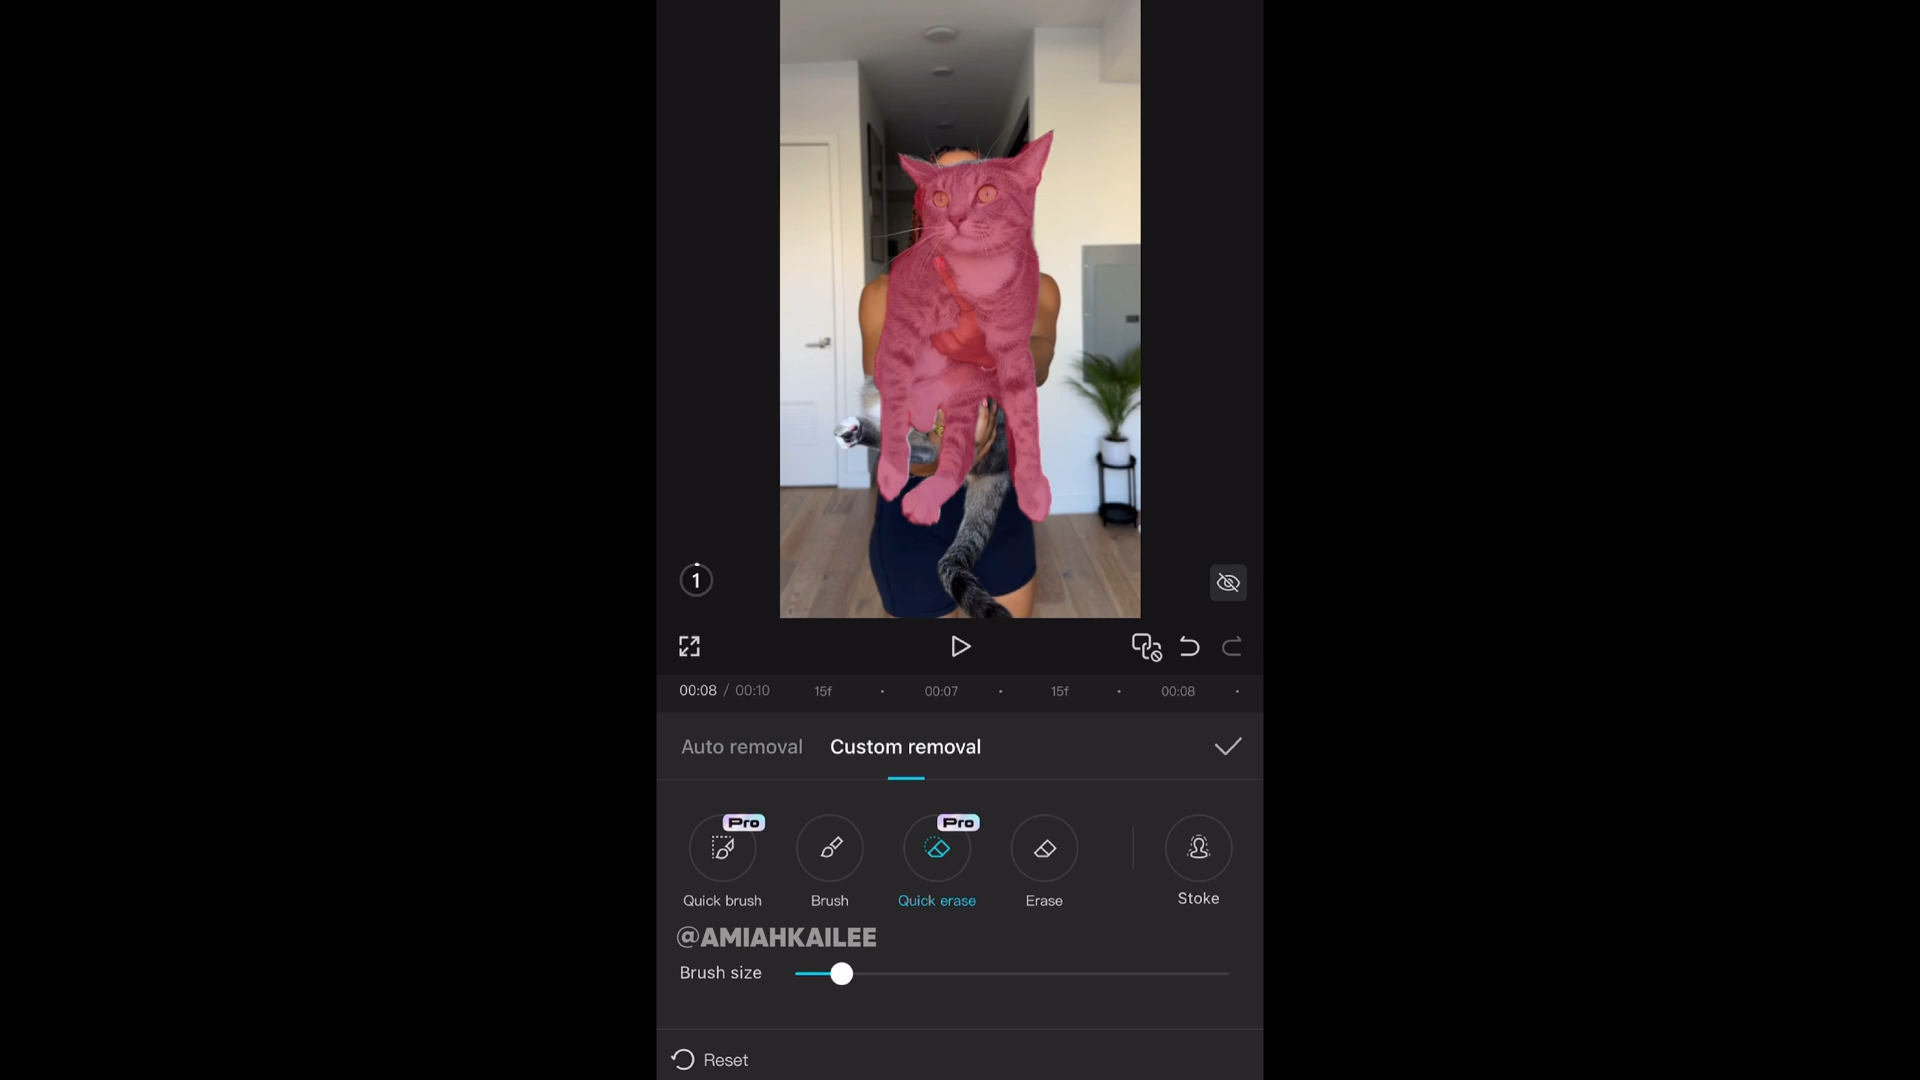 1
00:08 / 00:10 15f 00:07 15f 00:08
Auto removal Custom removal
Pro Pro
Quick brush Brush Quick erase Erase Stoke
@AMIAHKAILEE
Brush size
Reset